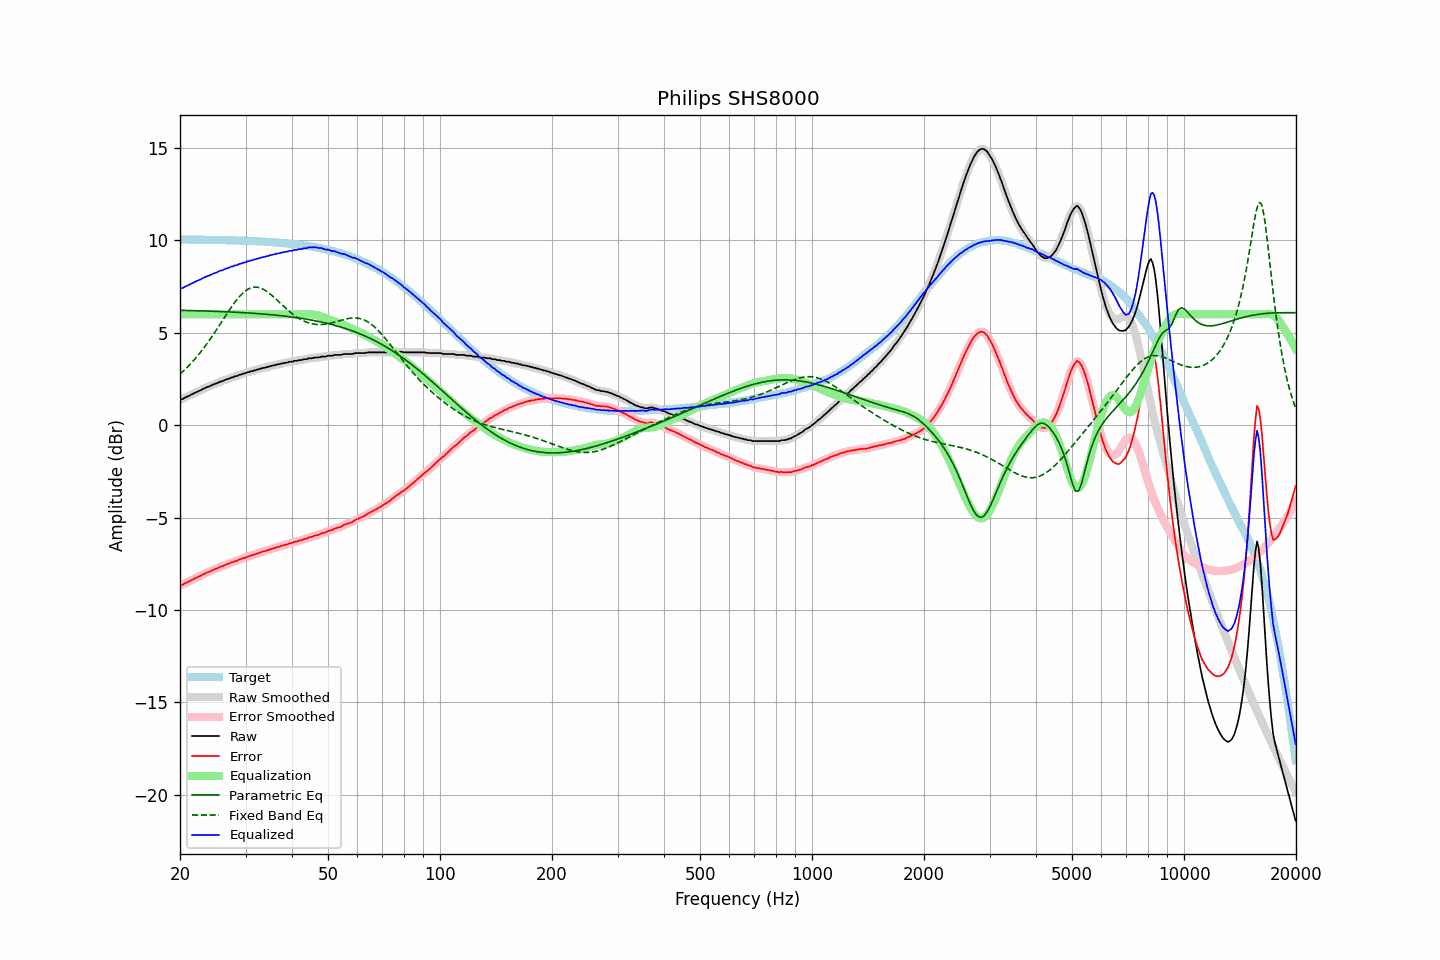 Philips SHS8000
Amplitude (dBr)
15
10
5
0
−5
−10
−15
−20
Target
Raw Smoothed
Error Smoothed
Raw
Error
Equalization
Parametric Eq
Fixed Band Eq
Equalized
20 50 100 200 500 1000 2000 5000 10000 20000
Frequency (Hz)